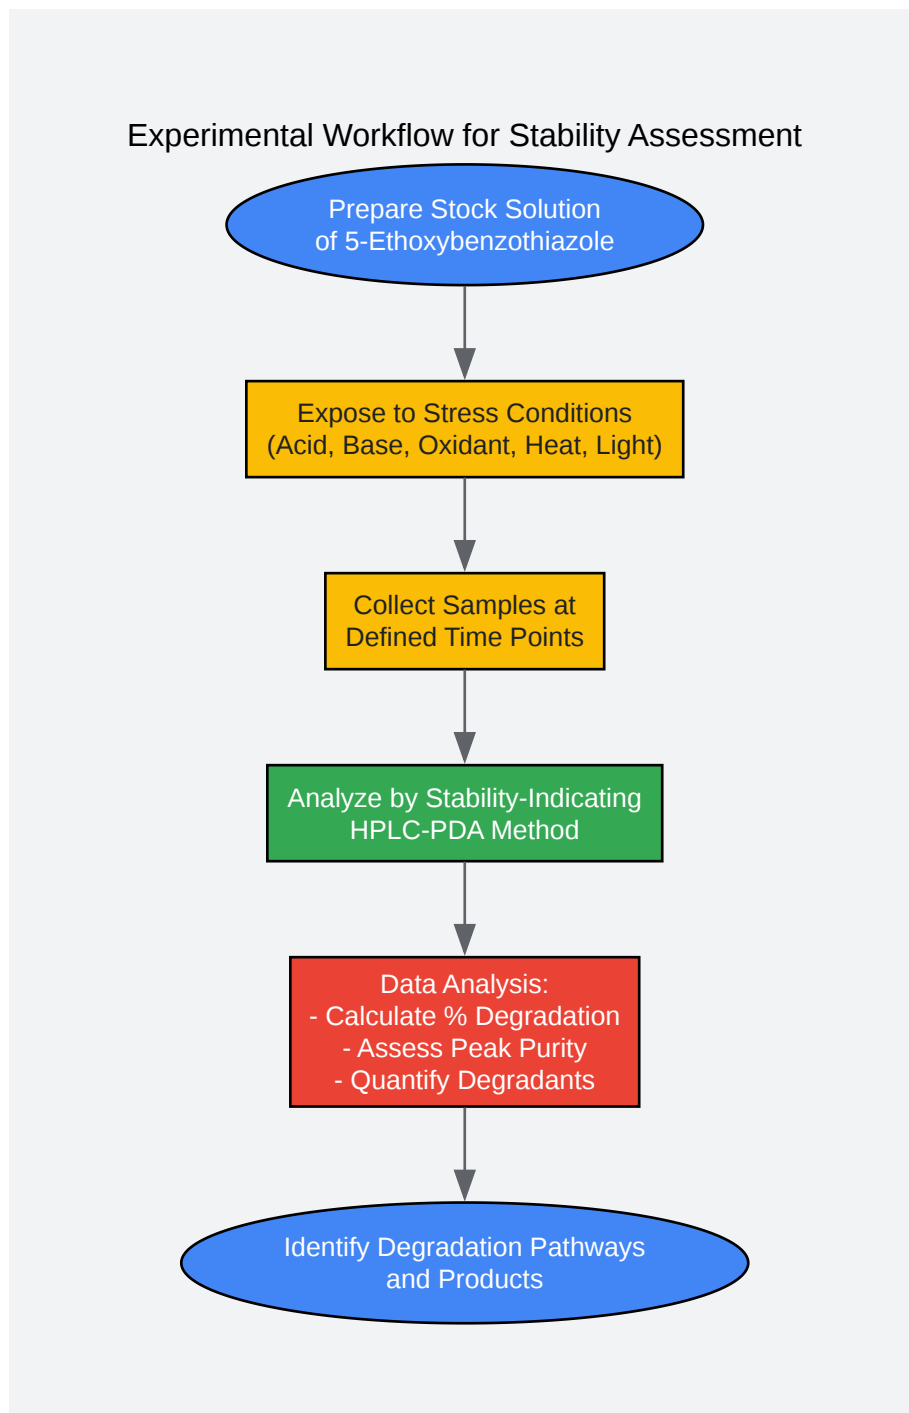 Experimental Workflow for Stability Assessment
Prepare Stock Solution
of 5-Ethoxybenzothiazole
Expose to Stress Conditions
(Acid, Base, Oxidant, Heat, Light)
Collect Samples at
Defined Time Points
Analyze by Stability-Indicating
HPLC-PDA Method
Data Analysis:
- Calculate % Degradation
- Assess Peak Purity
- Quantify Degradants
Identify Degradation Pathways
and Products